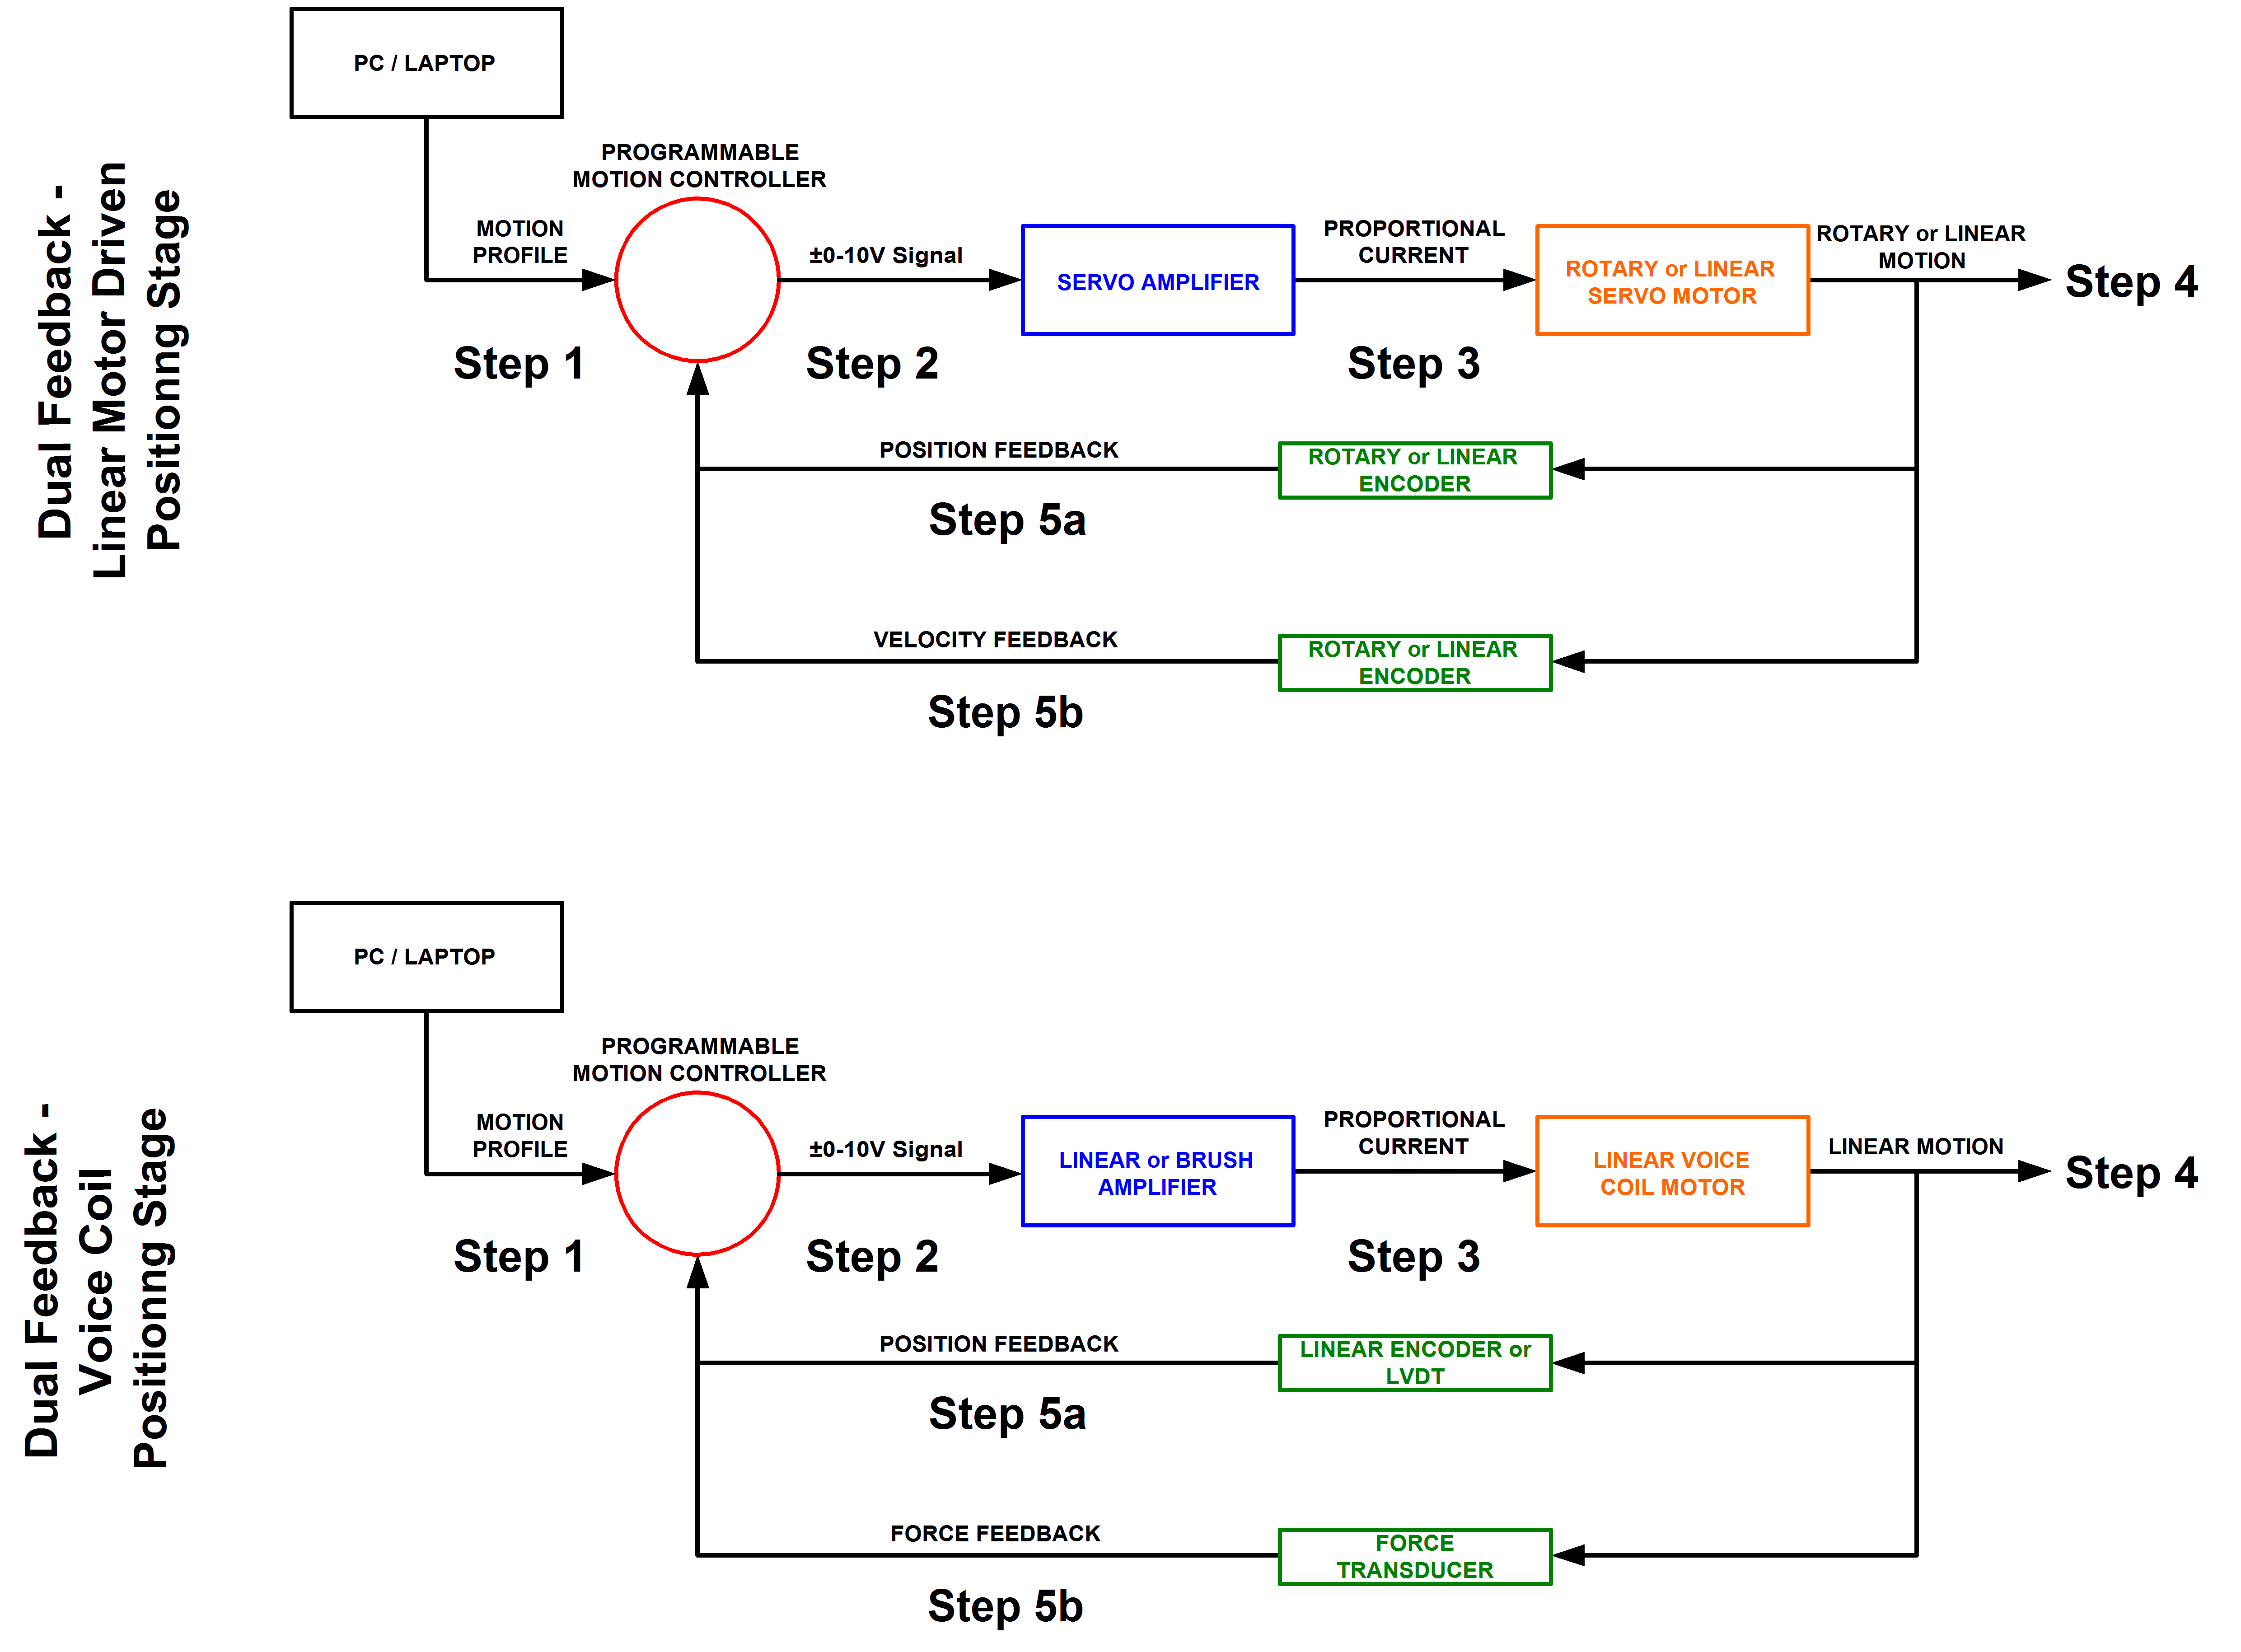 Dual Feedback -
Linear Motor Driven
Positionng Stage
PC / LAPTOP
PROGRAMMABLE
MOTION CONTROLLER
MOTION
PROFILE
±0-10V Signal
SERVO AMPLIFIER
PROPORTIONAL
CURRENT
ROTARY or LINEAR
SERVO MOTOR
ROTARY or LINEAR
MOTION
Step 1
Step 2
Step 3
Step 4
POSITION FEEDBACK
ROTARY or LINEAR
ENCODER
Step 5a
VELOCITY FEEDBACK
ROTARY or LINEAR
ENCODER
Step 5b
Dual Feedback -
Voice Coil
Positionng Stage
PC / LAPTOP
PROGRAMMABLE
MOTION CONTROLLER
MOTION
PROFILE
±0-10V Signal
LINEAR or BRUSH
AMPLIFIER
PROPORTIONAL
CURRENT
LINEAR VOICE
COIL MOTOR
LINEAR MOTION
Step 1
Step 2
Step 3
Step 4
POSITION FEEDBACK
LINEAR ENCODER or
LVDT
Step 5a
FORCE FEEDBACK
FORCE
TRANSDUCER
Step 5b